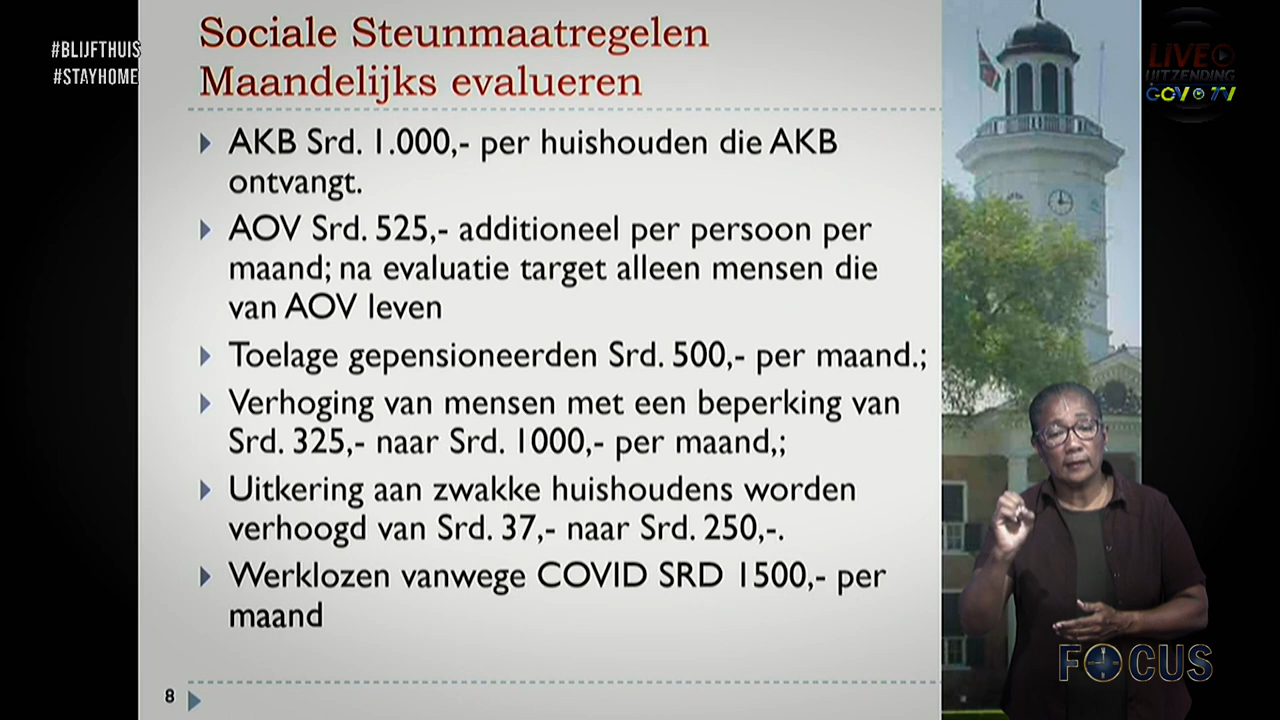 #BLIJFTHUIS
#STAYHOME
Sociale Steunmaatregelen
Maandelijks evalueren
AKB Srd. 1.000,- per huishouden die AKB
ontvangt.
AOV Srd. 525,- additioneel per persoon per
maand; na evaluatie target alleen mensen die
van AOV leven
Toelage gepensioneerden Srd. 500,- per maand.;
Verhoging van mensen met een beperking van
Srd. 325,- naar Srd. 1000,- per maand,;
Uitkering aan zwakke huishoudens worden
verhoogd van Srd. 37,- naar Srd. 250,-.
Werklozen vanwege COVID SRD 1500,- per
maand
8
LIVE
UITZENDING
GOV TV
FOCUS